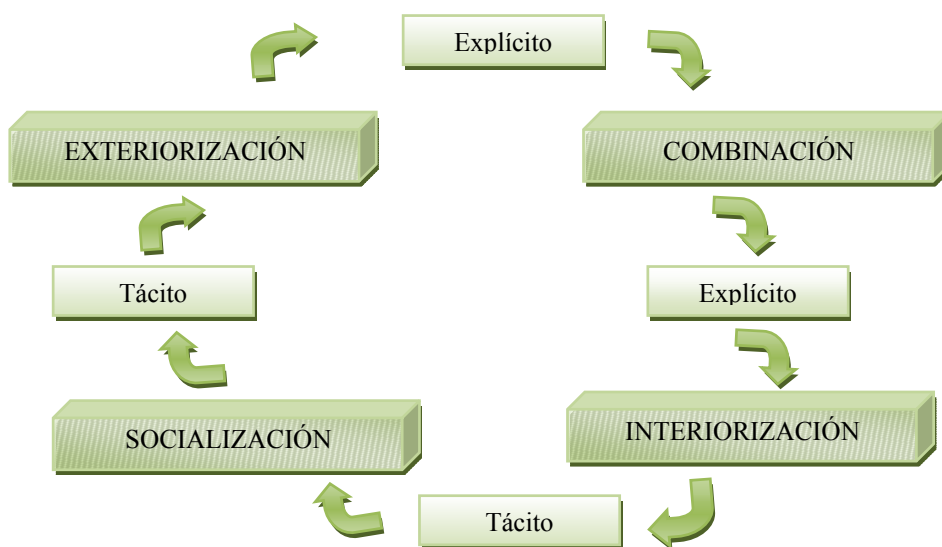 Explícito
EXTERIORIZACIÓN
COMBINACIÓN
Tácito
Explícito
SOCIALIZACIÓN
INTERIORIZACIÓN
Tácito